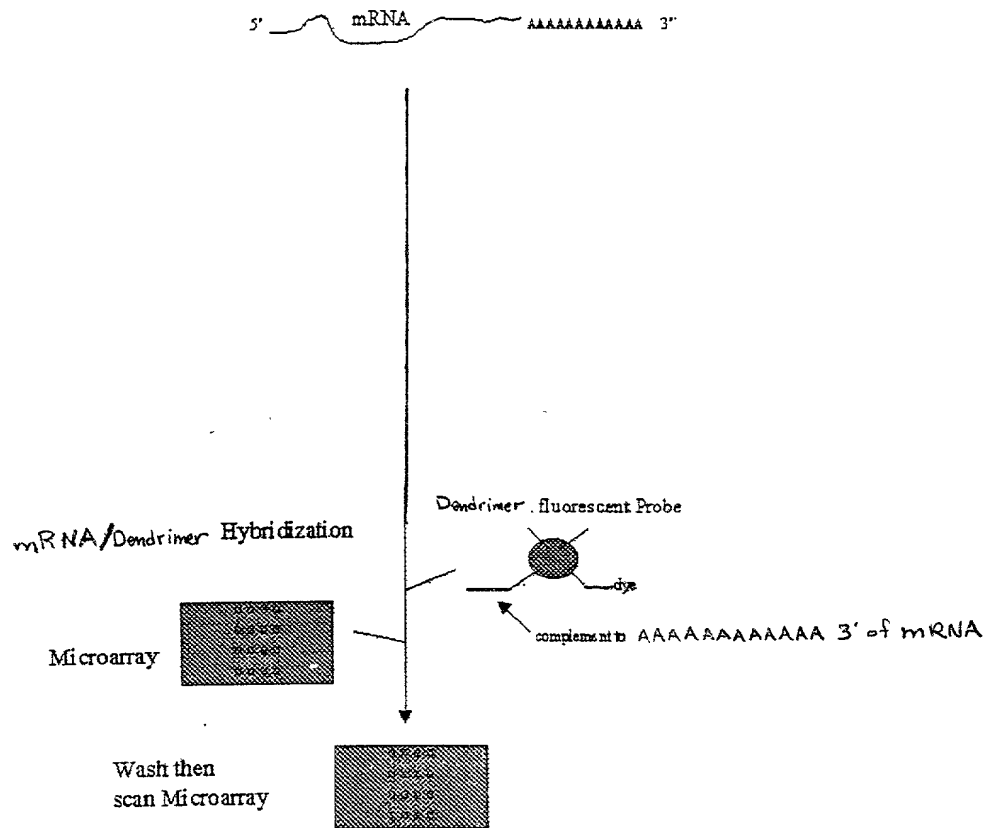 5' mRNA AAAAAAAAAAAA 3"
Dendrimer . fluorescent Probe
mRNA/Dendrimer Hybridization
dye
complement to AAAAAAAAAAAA 3' of mRNA
Microarray
Wash then
scan Microarray